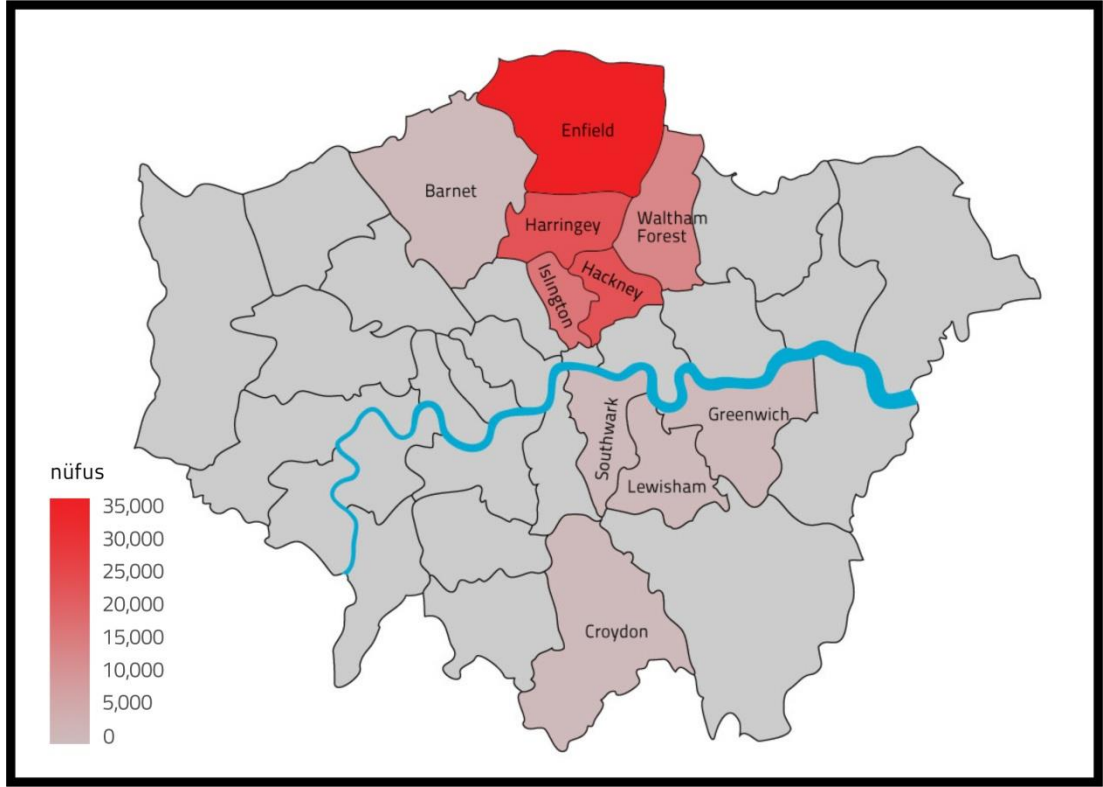 Enfield
Barnet
Harringey
Waltham
Forest
Islington
Hackney
Southwark
Greenwich
Lewisham
Croydon
nüfus
35,000
30,000
25,000
20,000
15,000
10,000
5,000
0